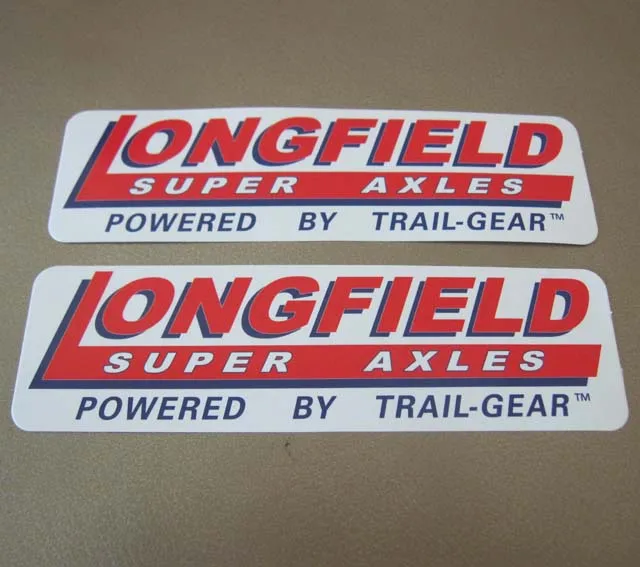 LONGFIELD
SUPER AXLES
POWERED BY TRAIL-GEAR™
LONGFIELD
SUPER AXLES
POWERED BY TRAIL-GEAR™